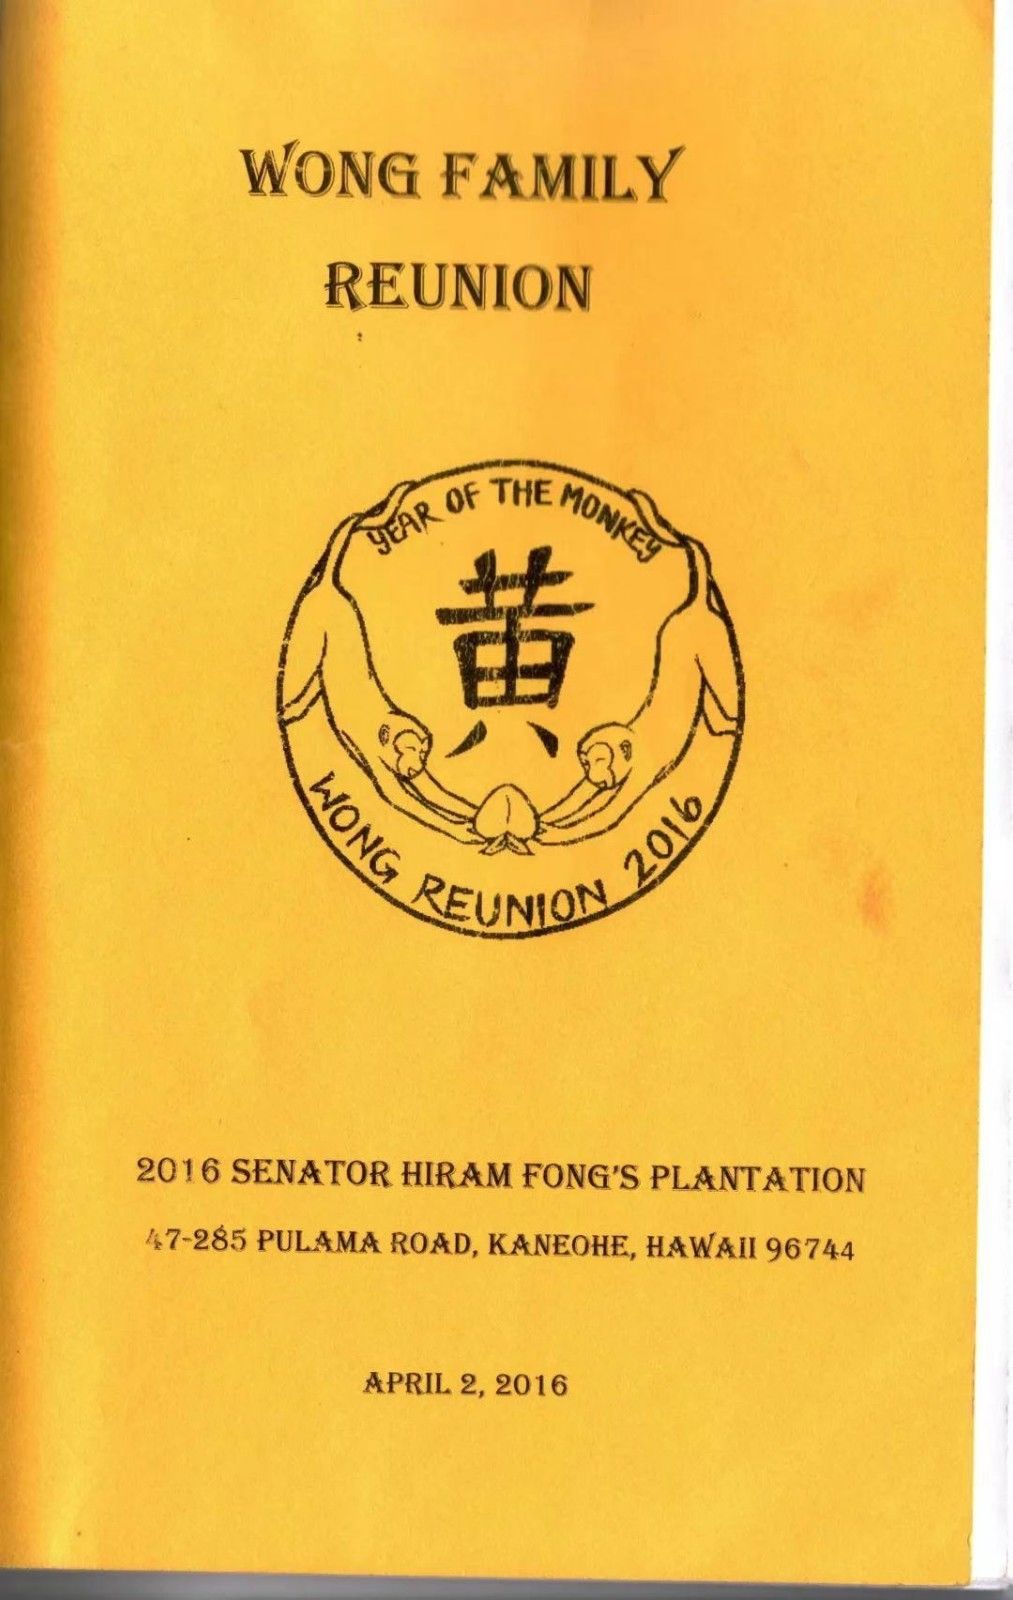 WONG FAMILY
REUNION
YEAR OF THE MONKEY
黄
WONG REUNION 2016
2016 SENATOR HIRAM FONG'S PLANTATION
47-285 PULAMA ROAD, KANEOHE, HAWAII 96744
APRIL 2, 2016